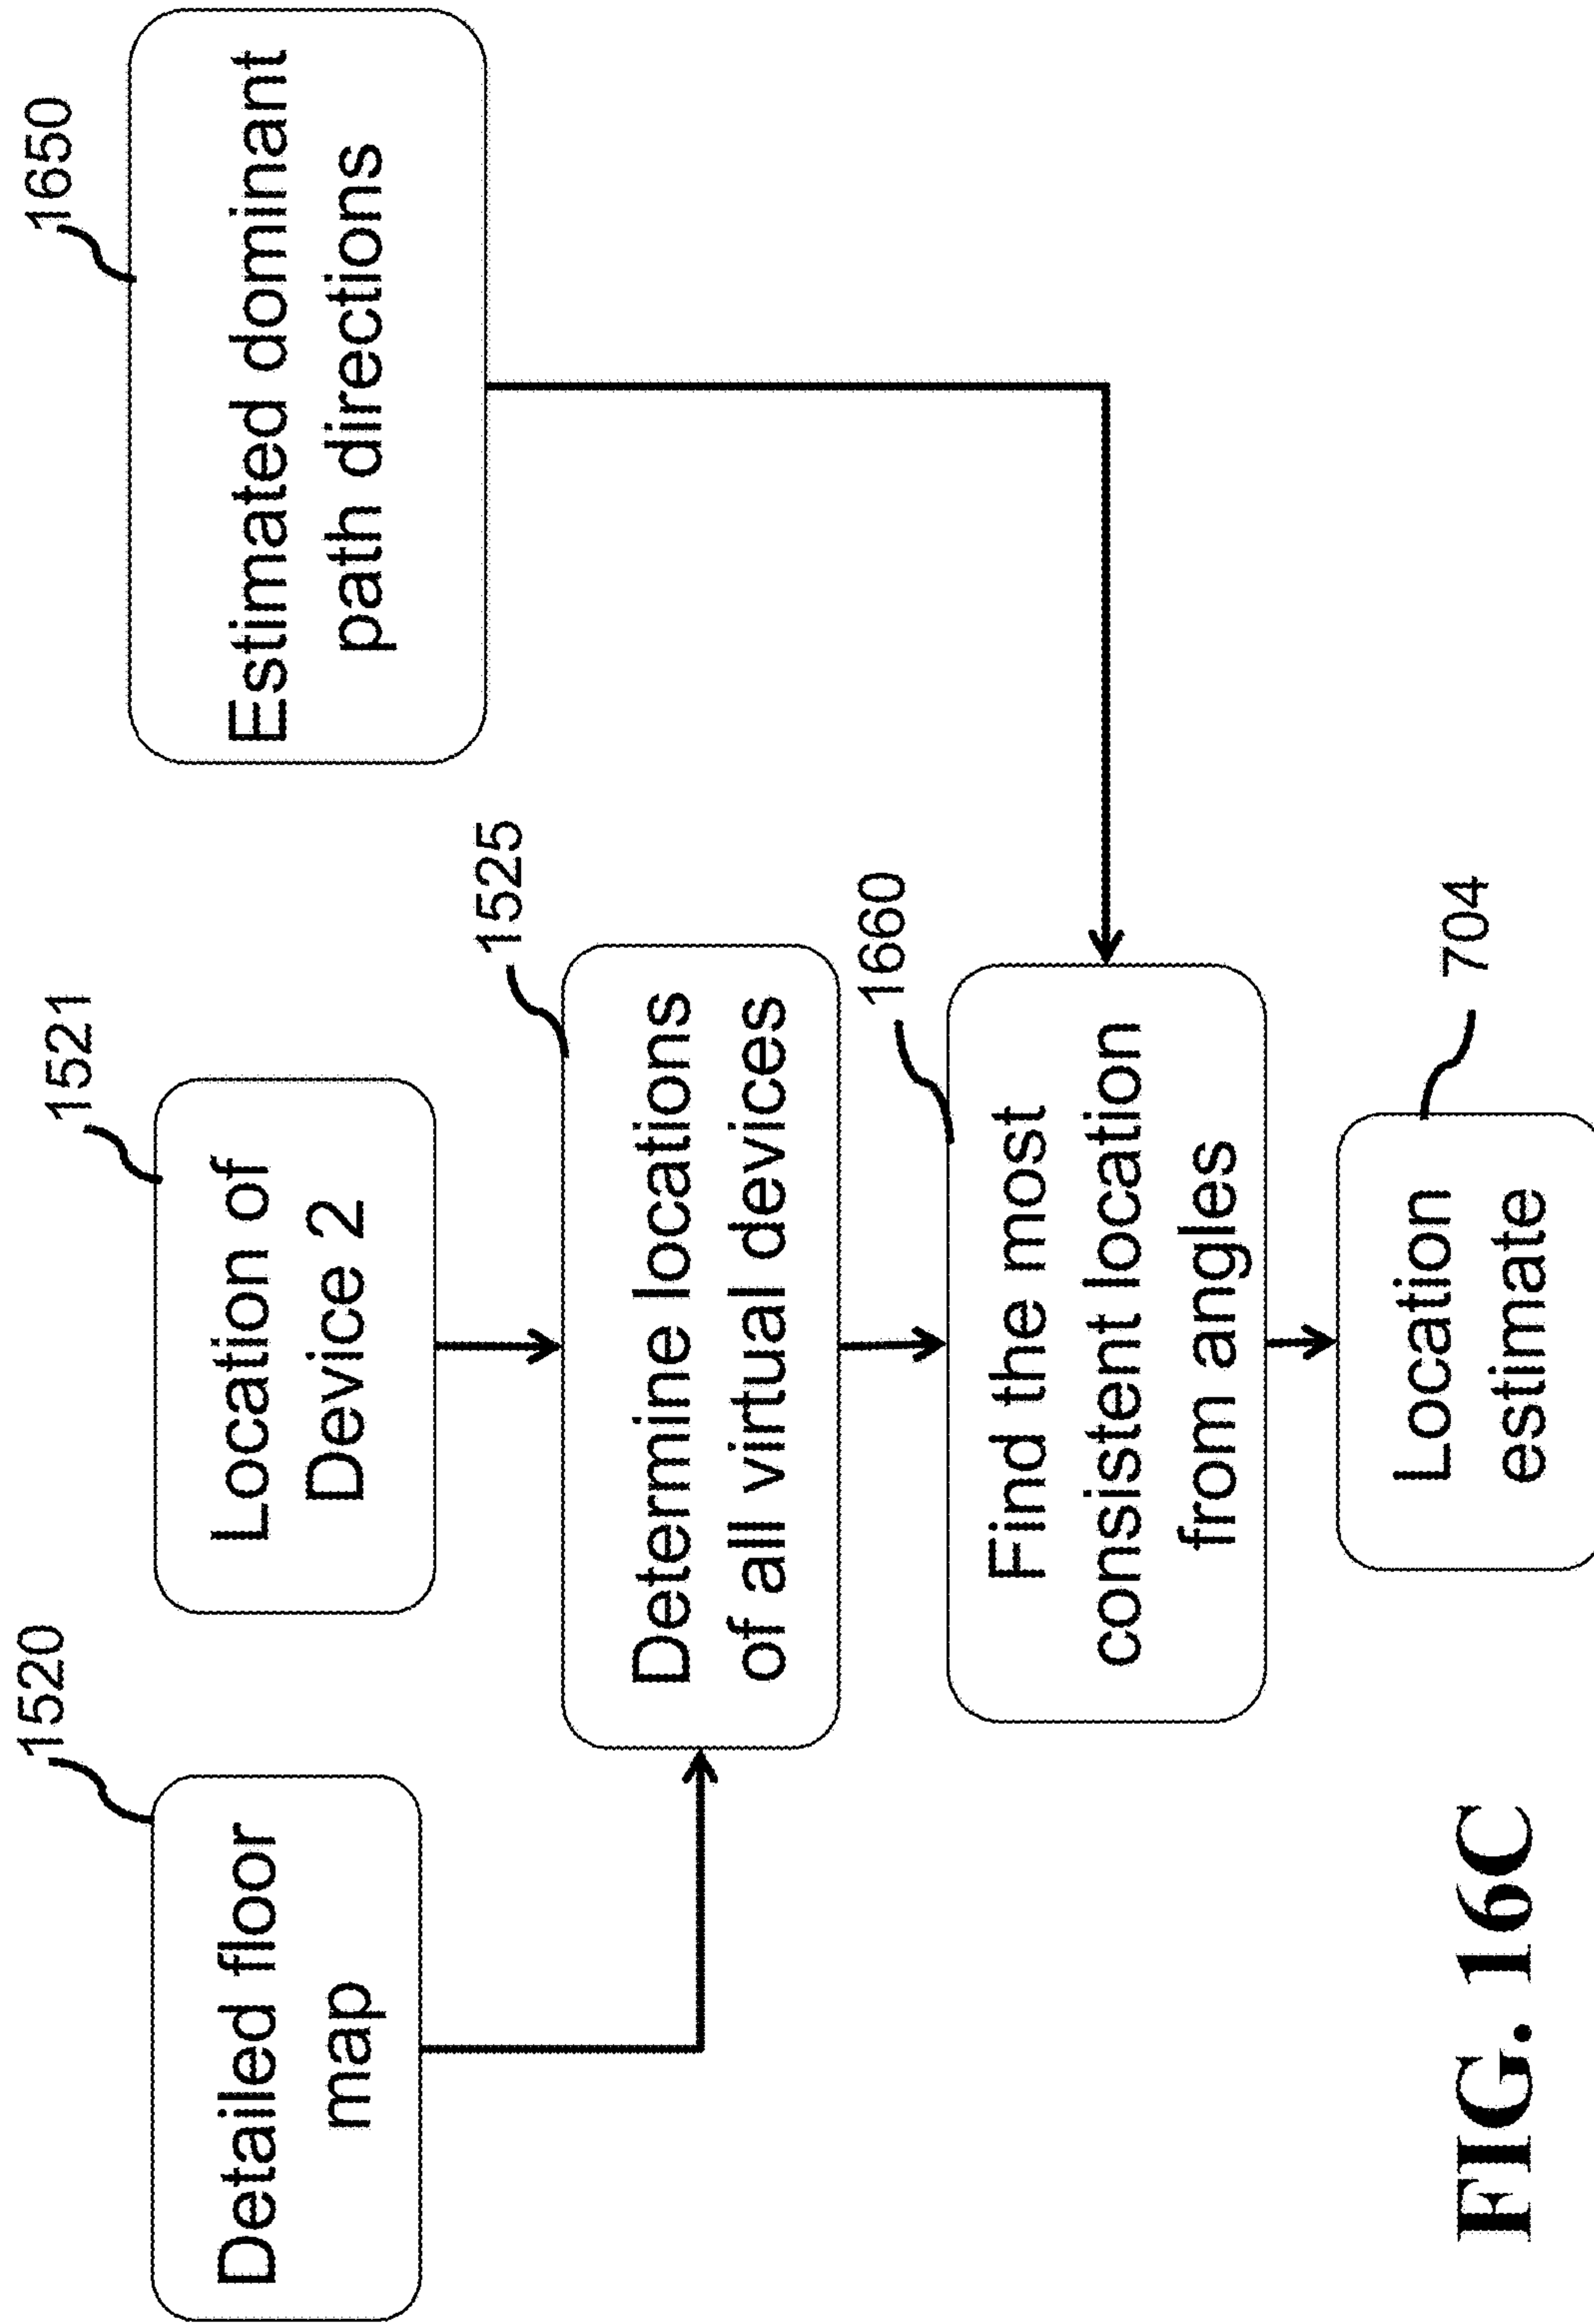 1520
Detailed floor
map
1521
Location of
Device 2
1650
Estimated dominant
path directions
1525
Determine locations
of all virtual devices
1660
Find the most
consistent location
from angles
704
Location
estimate
FIG. 16C